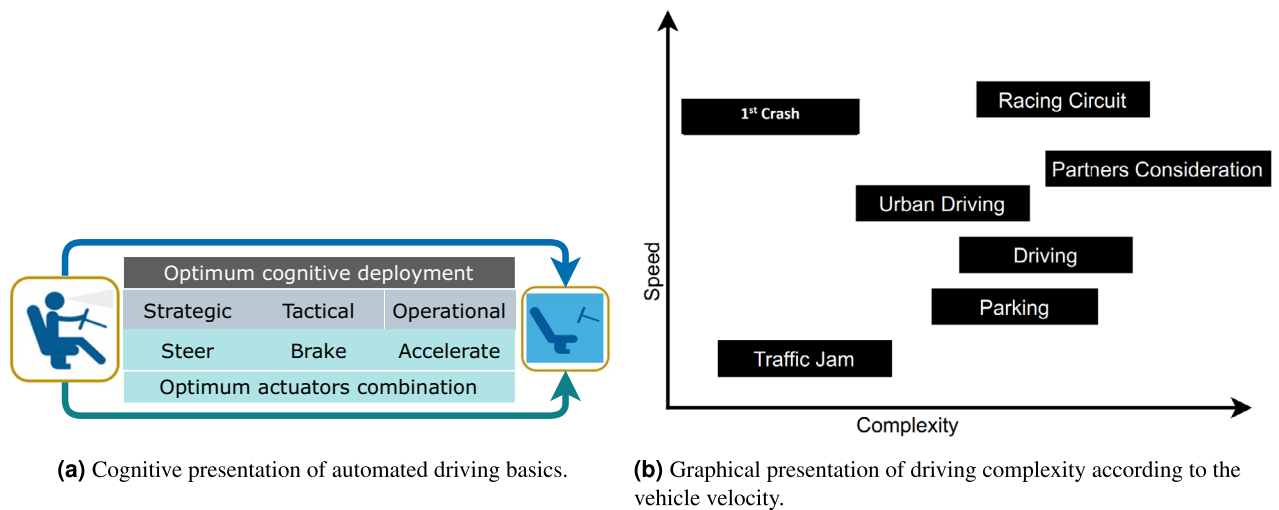 Optimum cognitive deployment
Strategic Tactical Operational
Steer Brake Accelerate
Optimum actuators combination
(a) Cognitive presentation of automated driving basics.
Speed
1st Crash
Racing Circuit
Partners Consideration
Urban Driving
Driving
Parking
Traffic Jam
Complexity
(b) Graphical presentation of driving complexity according to the
vehicle velocity.